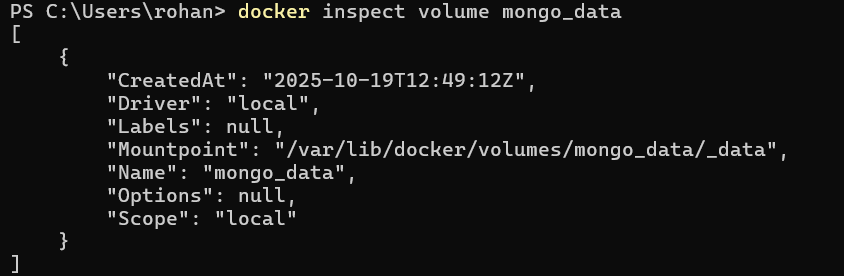 PS C:\Users\rohan> docker inspect volume mongo_data
[
    {
        "CreatedAt": "2025-10-19T12:49:12Z",
        "Driver": "local",
        "Labels": null,
        "Mountpoint": "/var/lib/docker/volumes/mongo_data/_data",
        "Name": "mongo_data",
        "Options": null,
        "Scope": "local"
    }
]